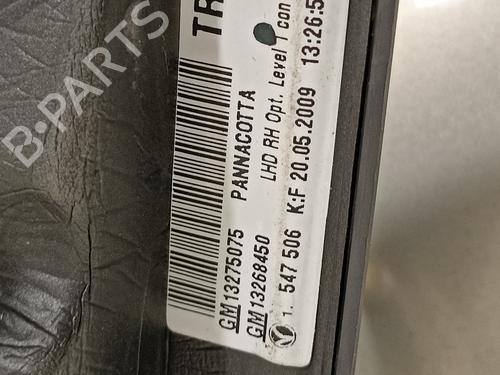 TR
GM 13275075 PANNACOTTA
GM 13268450 LHD RH Opt. Level 1 con
1. 547 506 K:F 20.05.2009 13:26:5
B-PARTS